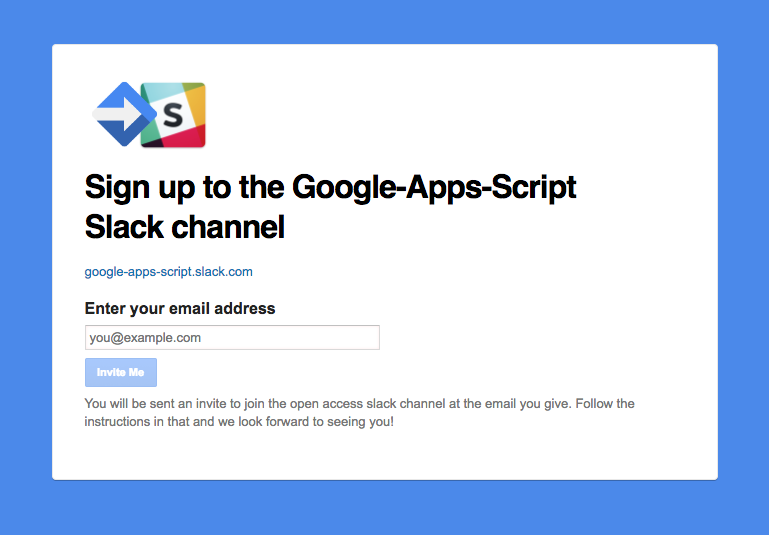 S
Sign up to the Google-Apps-Script
Slack channel
google-apps-script.slack.com
Enter your email address
you@example.com
Invite Me
You will be sent an invite to join the open access slack channel at the email you give. Follow the
instructions in that and we look forward to seeing you!